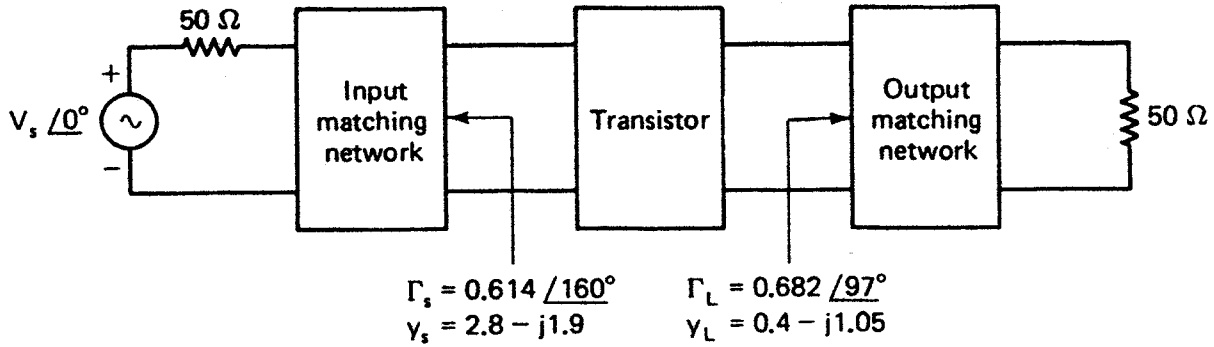 50 Ω
+
V_s /0°
−
Input
matching
network
Transistor
Output
matching
network
50 Ω
Γ_s = 0.614 /160°
y_s = 2.8 − j1.9
Γ_L = 0.682 /97°
y_L = 0.4 − j1.05